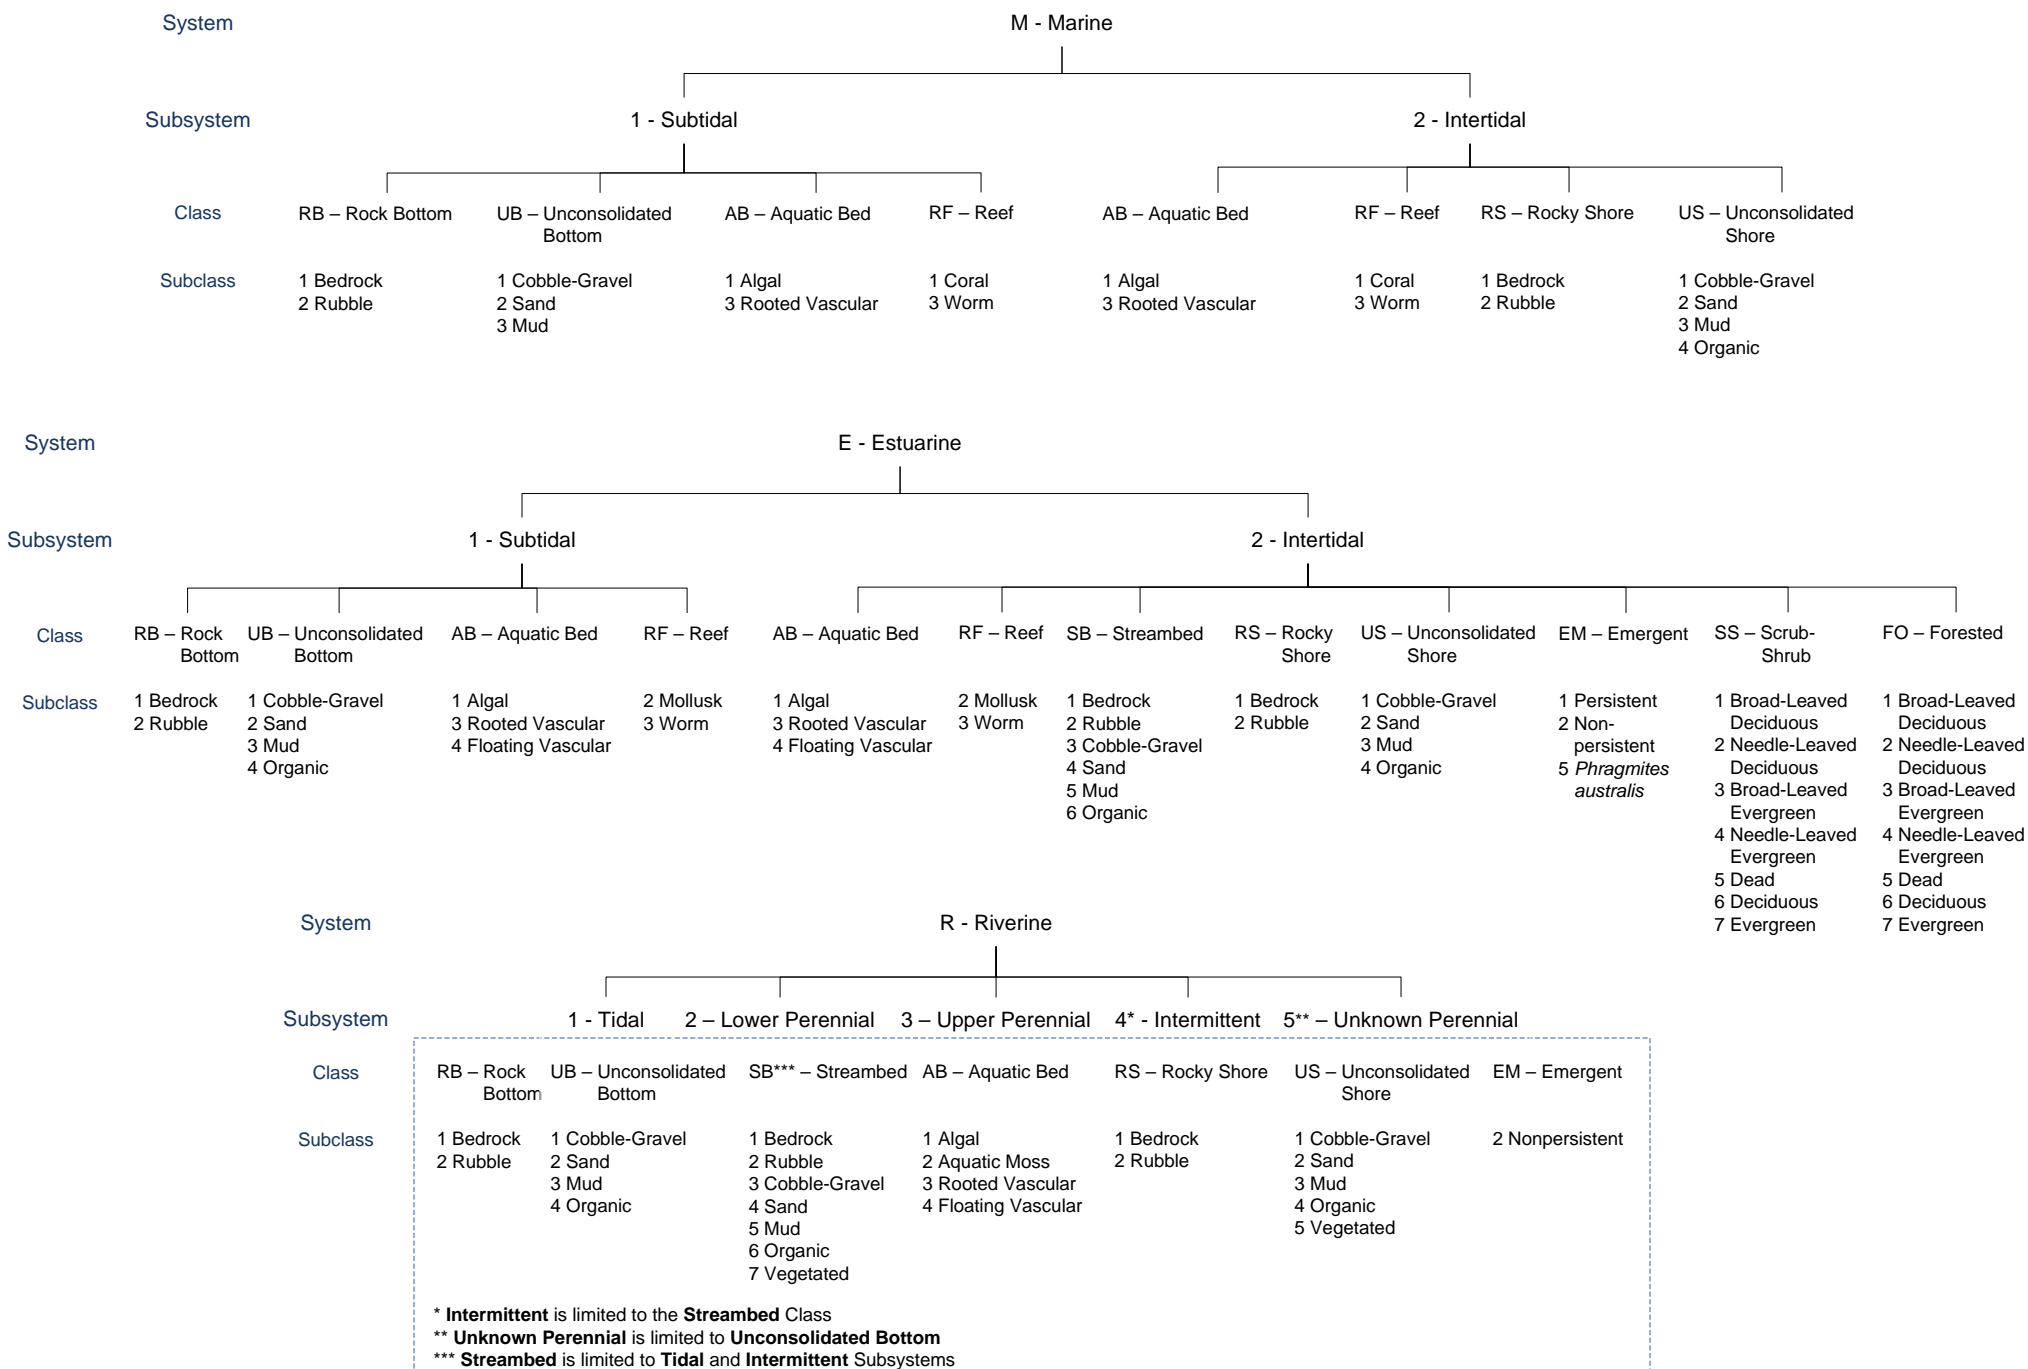 System
M - Marine
Subsystem
1 - Subtidal
2 - Intertidal
Class
RB – Rock Bottom
UB – Unconsolidated
Bottom
AB – Aquatic Bed
RF – Reef
AB – Aquatic Bed
RF – Reef
RS – Rocky Shore
US – Unconsolidated
Shore
Subclass
1 Bedrock
2 Rubble
1 Cobble-Gravel
2 Sand
3 Mud
1 Algal
3 Rooted Vascular
1 Coral
3 Worm
1 Algal
3 Rooted Vascular
1 Coral
3 Worm
1 Bedrock
2 Rubble
1 Cobble-Gravel
2 Sand
3 Mud
4 Organic
System
E - Estuarine
Subsystem
1 - Subtidal
2 - Intertidal
Class
RB – Rock
Bottom
UB – Unconsolidated
Bottom
AB – Aquatic Bed
RF – Reef
AB – Aquatic Bed
RF – Reef
SB – Streambed
RS – Rocky
Shore
US – Unconsolidated
Shore
EM – Emergent
SS – Scrub-
Shrub
FO – Forested
Subclass
1 Bedrock
2 Rubble
1 Cobble-Gravel
2 Sand
3 Mud
4 Organic
1 Algal
3 Rooted Vascular
4 Floating Vascular
2 Mollusk
3 Worm
1 Algal
3 Rooted Vascular
4 Floating Vascular
2 Mollusk
3 Worm
1 Bedrock
2 Rubble
3 Cobble-Gravel
4 Sand
5 Mud
6 Organic
1 Bedrock
2 Rubble
1 Cobble-Gravel
2 Sand
3 Mud
4 Organic
1 Persistent
2 Non-
persistent
5 Phragmites
australis
1 Broad-Leaved
Deciduous
2 Needle-Leaved
Deciduous
3 Broad-Leaved
Evergreen
4 Needle-Leaved
Evergreen
5 Dead
6 Deciduous
7 Evergreen
1 Broad-Leaved
Deciduous
2 Needle-Leaved
Deciduous
3 Broad-Leaved
Evergreen
4 Needle-Leaved
Evergreen
5 Dead
6 Deciduous
7 Evergreen
System
R - Riverine
Subsystem
1 - Tidal
2 – Lower Perennial
3 – Upper Perennial
4* - Intermittent
5** – Unknown Perennial
Class
RB – Rock
Bottom
UB – Unconsolidated
Bottom
SB*** – Streambed
AB – Aquatic Bed
RS – Rocky Shore
US – Unconsolidated
Shore
EM – Emergent
Subclass
1 Bedrock
2 Rubble
1 Cobble-Gravel
2 Sand
3 Mud
4 Organic
1 Bedrock
2 Rubble
3 Cobble-Gravel
4 Sand
5 Mud
6 Organic
7 Vegetated
1 Algal
2 Aquatic Moss
3 Rooted Vascular
4 Floating Vascular
1 Bedrock
2 Rubble
1 Cobble-Gravel
2 Sand
3 Mud
4 Organic
5 Vegetated
2 Nonpersistent
* Intermittent is limited to the Streambed Class
** Unknown Perennial is limited to Unconsolidated Bottom
*** Streambed is limited to Tidal and Intermittent Subsystems